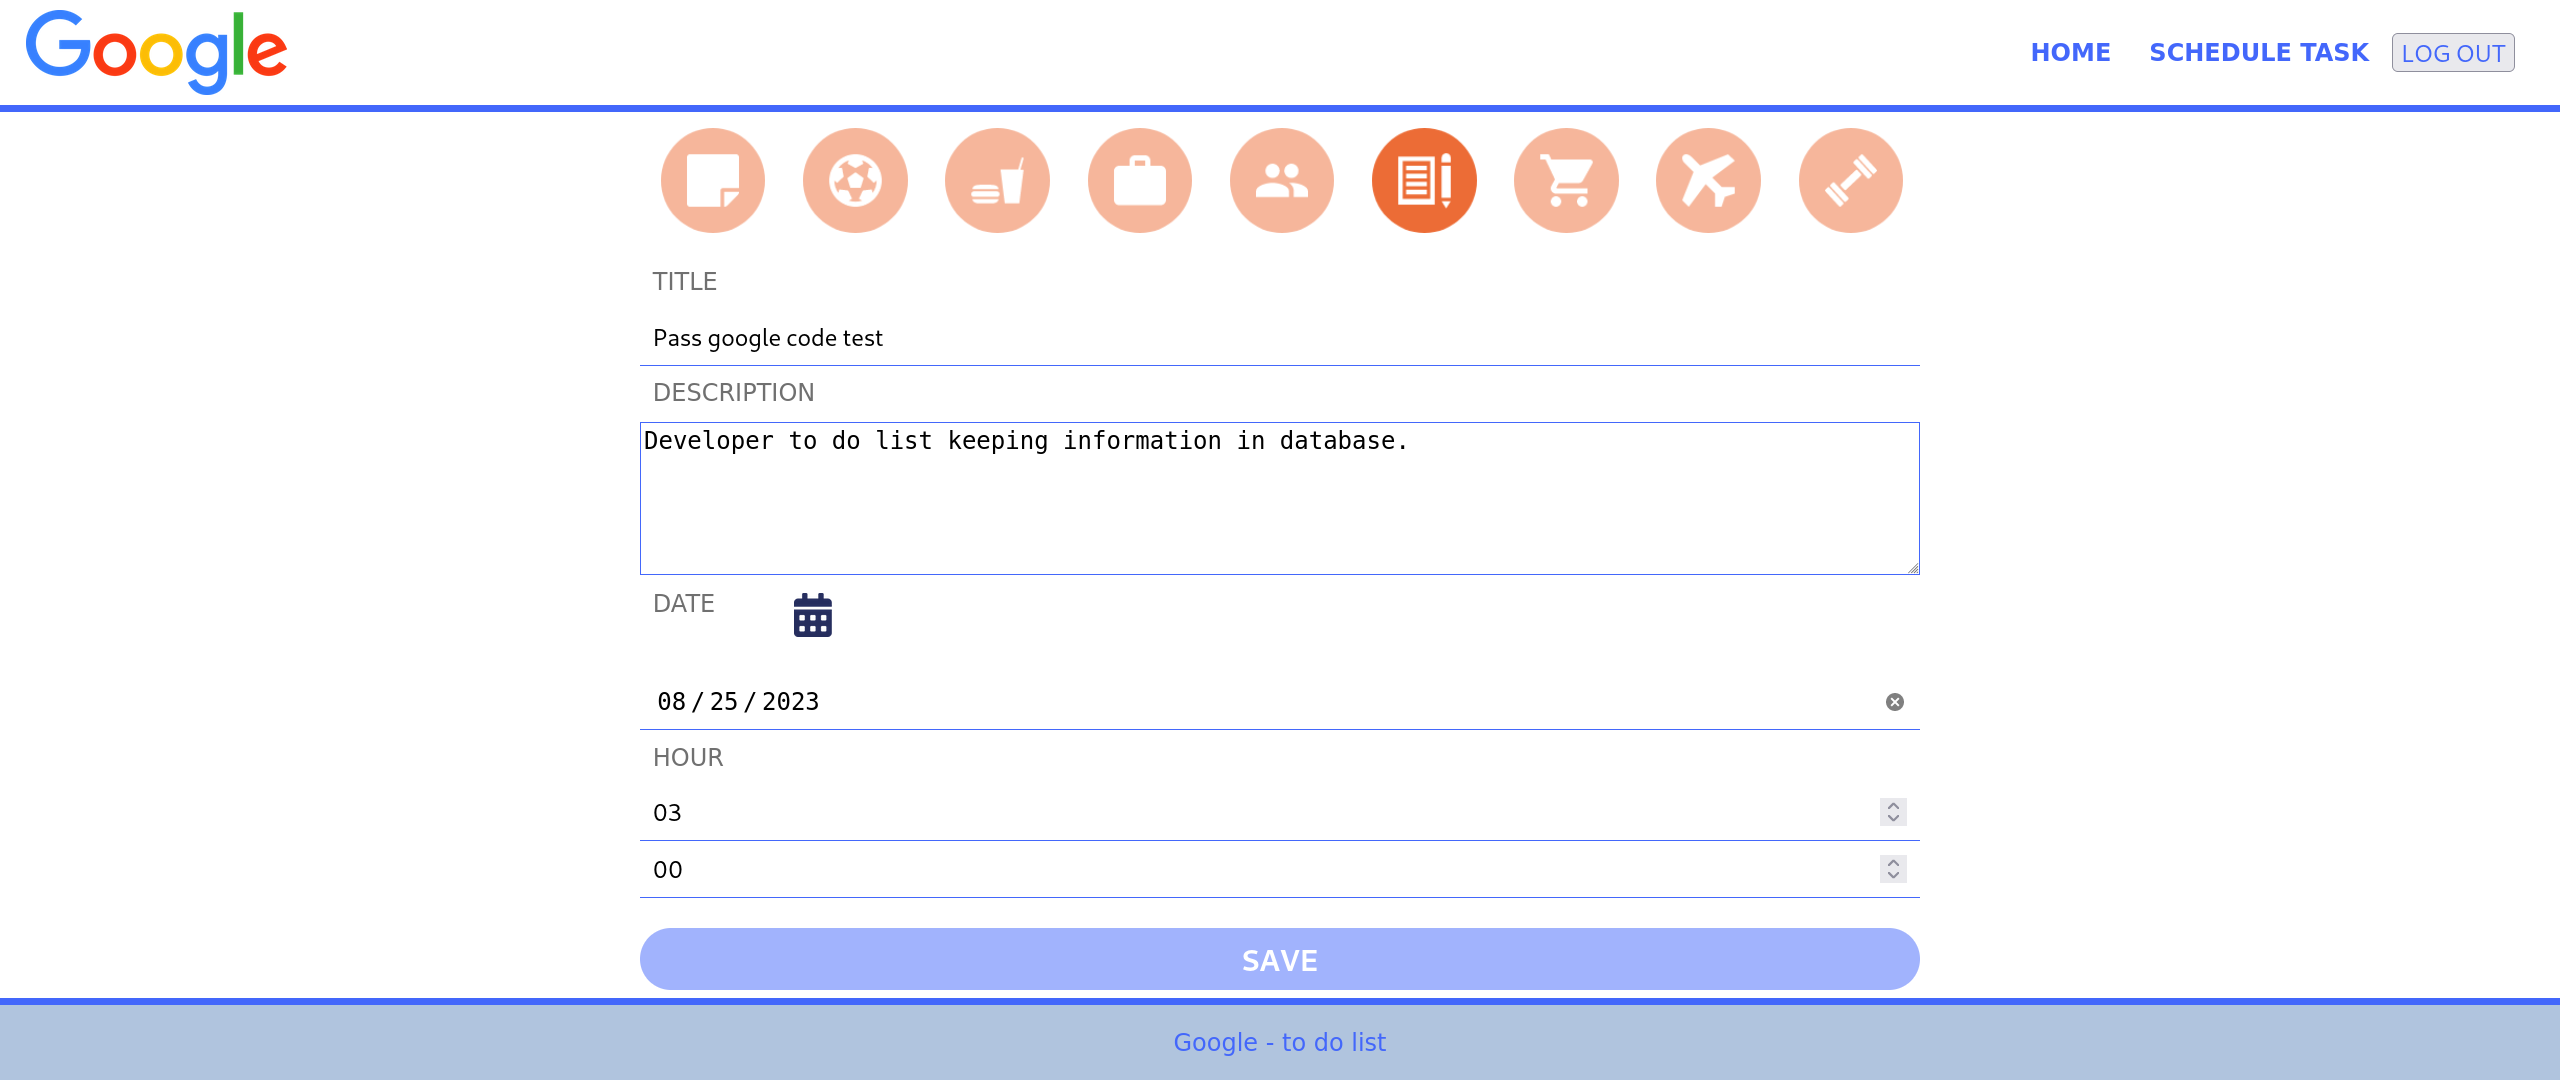 Google
HOME SCHEDULE TASK LOG OUT
TITLE
Pass google code test
DESCRIPTION
Developer to do list keeping information in database.
DATE
08/25/2023
HOUR
03
00
SAVE
Google - to do list